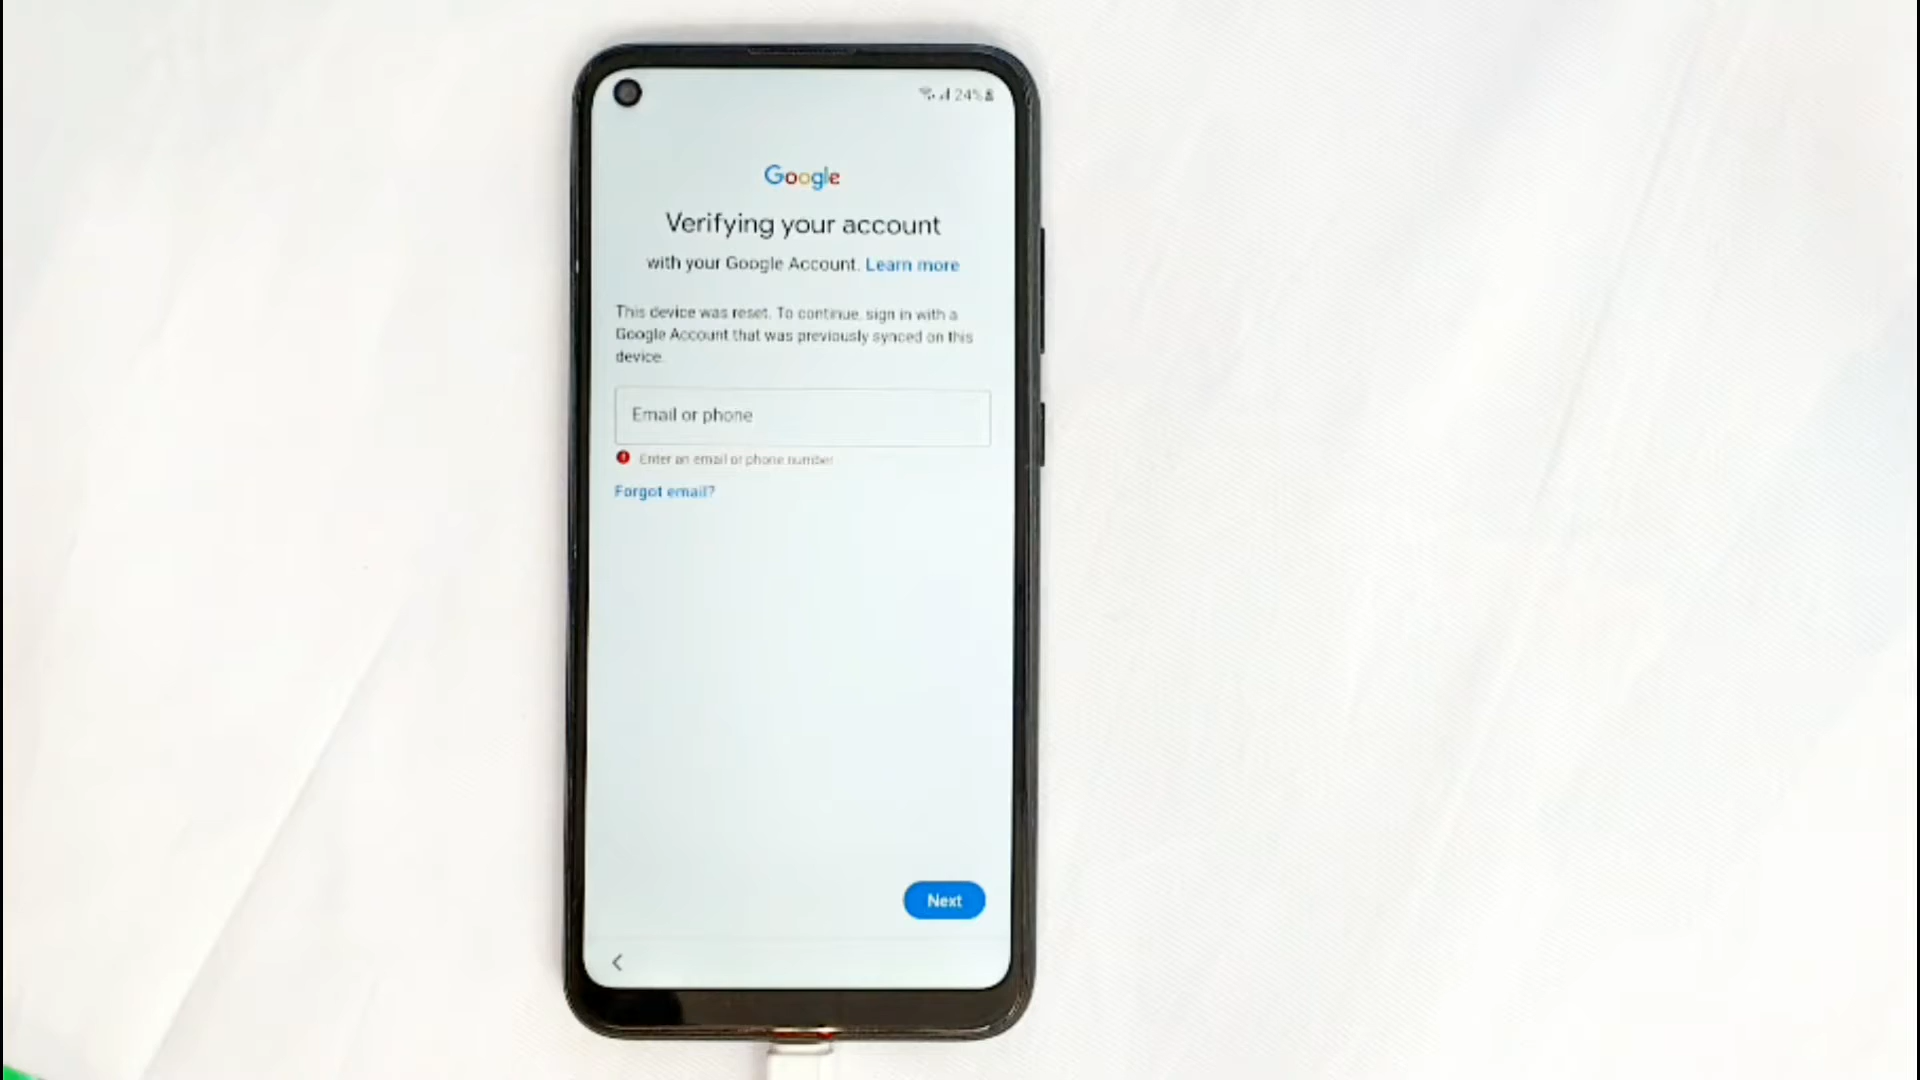 24%
Google
Verifying your account
with your Google Account. Learn more
This device was reset. To continue, sign in with a
Google Account that was previously synced on this
device.
Email or phone
Enter an email or phone number
Forgot email?
Next